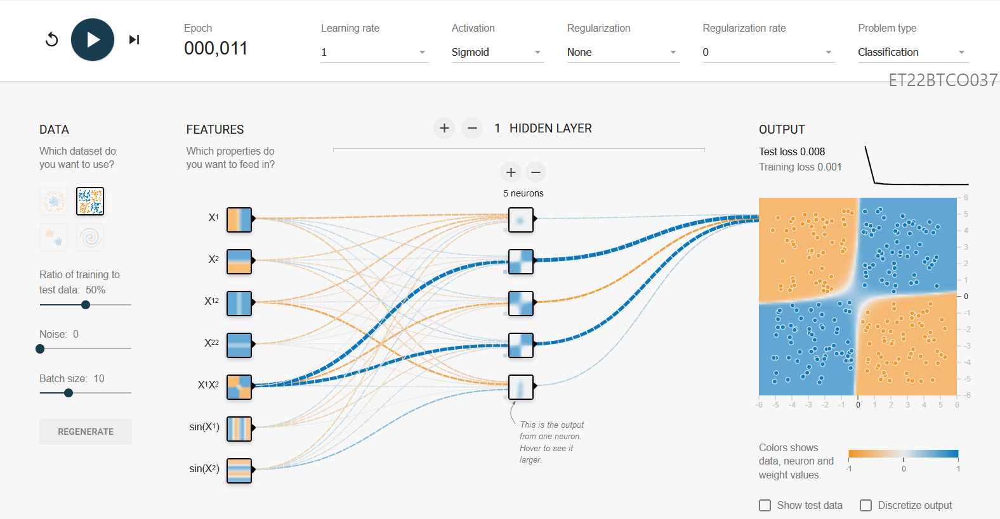 Epoch
000,011
Learning rate
1
Activation
Sigmoid
Regularization
None
Regularization rate
0
Problem type
Classification
ET22BTCO037
DATA
Which dataset do
you want to use?
Ratio of training to
test data: 50%
Noise: 0
Batch size: 10
REGENERATE
FEATURES
Which properties do
you want to feed in?
X1
X2
X12
X22
X1X2
sin(X1)
sin(X2)
+ − 1 HIDDEN LAYER
+ −
5 neurons
This is the output
from one neuron.
Hover to see it
larger.
OUTPUT
Test loss 0.008
Training loss 0.001
6
5
4
3
2
1
0
-1
-2
-3
-4
-5
-6
-6 -5 -4 -3 -2 -1 0 1 2 3 4 5 6
Colors shows
data, neuron and
weight values.
-1 0 1
Show test data
Discretize output